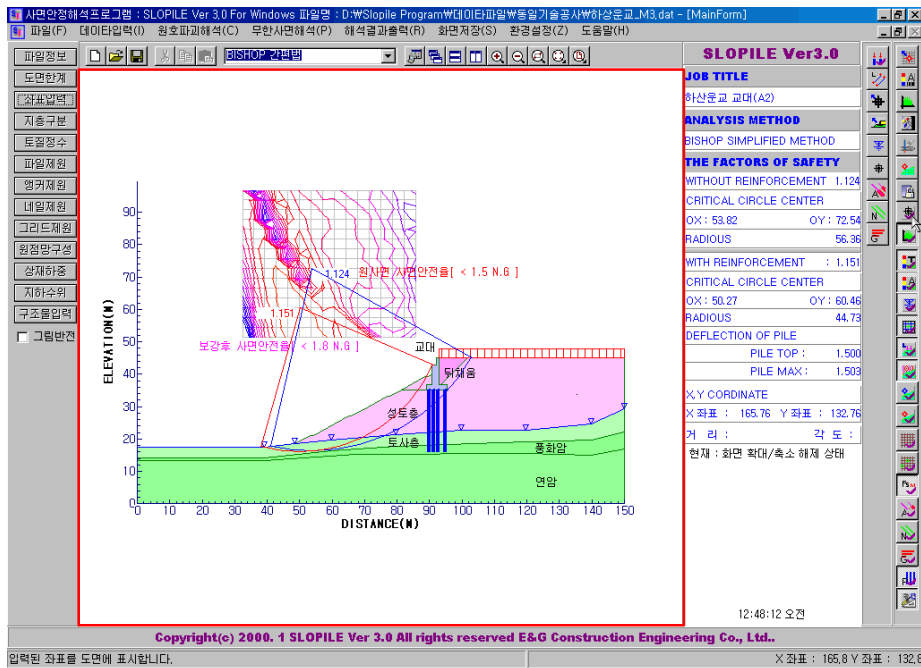 사면안정해석프로그램 : SLOPILE Ver 3,0 For Windows 파일명 : D:₩Slopile Program₩데이타파일₩동일기술공사₩하상운교_M3.dat - [MainForm]
파일(F) 데이타입력(I) 원호파괴해석(C) 무한사면해석(P) 해석결과출력(R) 화면저장(S) 환경설정(Z) 도움말(H)
파일정보
도면한계
좌표입력
지층구분
토질정수
파일제원
앵커제원
네일제원
그리드제원
원점망구성
상재하중
지하수위
구조물입력
그림반전
BISHOP 간편법
ELEVATION(M)
90
80
70
60
50
40
30
20
10
0
0 10 20 30 40 50 60 70 80 90 100 110 120 130 140 150
DISTANCE(M)
1.124 원사면 사면안전율[ < 1.5 N.G ]
1.151
보강후 사면안전율[ < 1.8 N.G ]
교대
뒤채움
성토층
토사층
풍화암
연암
SLOPILE Ver3.0
JOB TITLE
하상운교 교대(A2)
ANALYSIS METHOD
BISHOP SIMPLIFIED METHOD
THE FACTORS OF SAFETY
WITHOUT REINFORCEMENT 1.124
CRITICAL CIRCLE CENTER
OX : 53.82 OY : 72.54
RADIOUS 56.36
WITH REINFORCEMENT : 1.151
CRITICAL CIRCLE CENTER
OX : 50.27 OY : 60.46
RADIOUS 44.73
DEFLECTION OF PILE
PILE TOP : 1.500
PILE MAX : 1.503
X,Y CORDINATE
X 좌표 : 165.76 Y 좌표 : 132.76
거 리 : 각 도 :
현재 : 화면 확대/축소 해제 상태
12:48:12 오전
Copyright(c) 2000. 1 SLOPILE Ver 3.0 All rights reserved E&G Construction Engineering Co., Ltd..
입력된 좌표를 도면에 표시합니다.
X 좌표 : 165,8 Y 좌표 : 132,